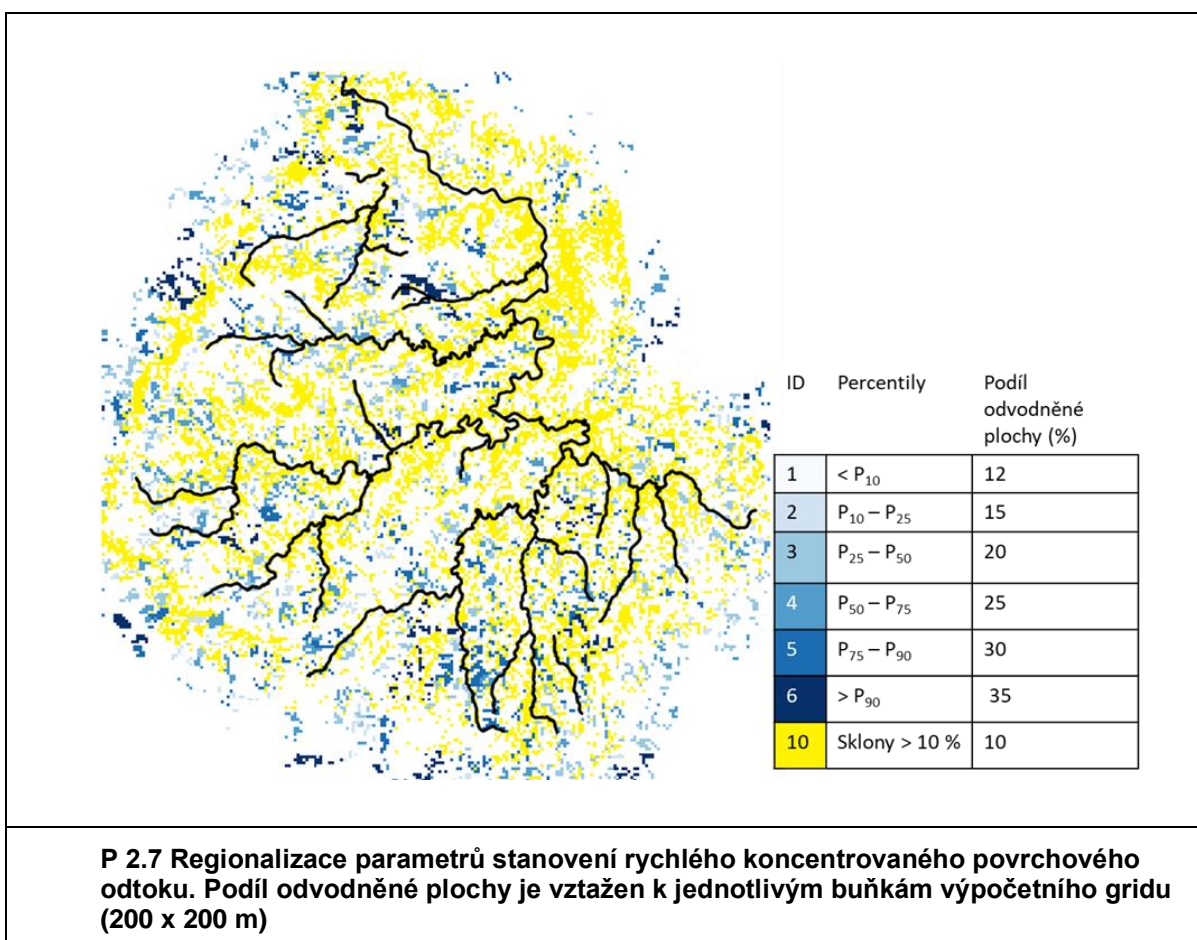 ID Percentily Podíl
odvodněné
plochy (%)
1 < P10 12
2 P10 – P25 15
3 P25 – P50 20
4 P50 – P75 25
5 P75 – P90 30
6 > P90 35
10 Sklony > 10 % 10
P 2.7 Regionalizace parametrů stanovení rychlého koncentrovaného povrchového
odtoku. Podíl odvodněné plochy je vztažen k jednotlivým buňkám výpočetního gridu
(200 x 200 m)